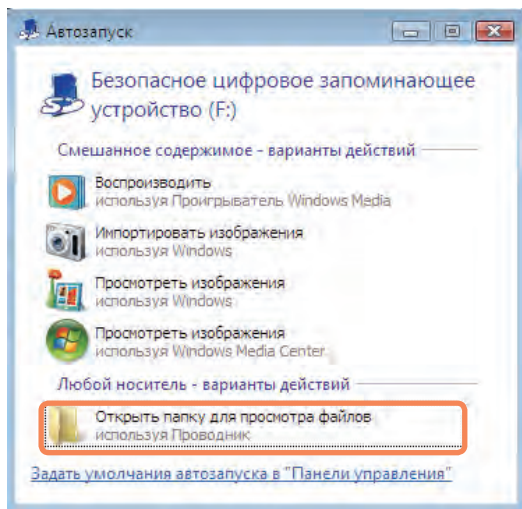 Автозапуск
Безопасное цифровое запоминающее
устройство (F:)
Смешанное содержимое - варианты действий
Воспроизводить
используя Проигрыватель Windows Media
Импортировать изображения
используя Windows
Просмотреть изображения
используя Windows
Просмотреть изображения
используя Windows Media Center
Любой носитель - варианты действий
Открыть папку для просмотра файлов
используя Проводник
Задать умолчания автозапуска в "Панели управления"